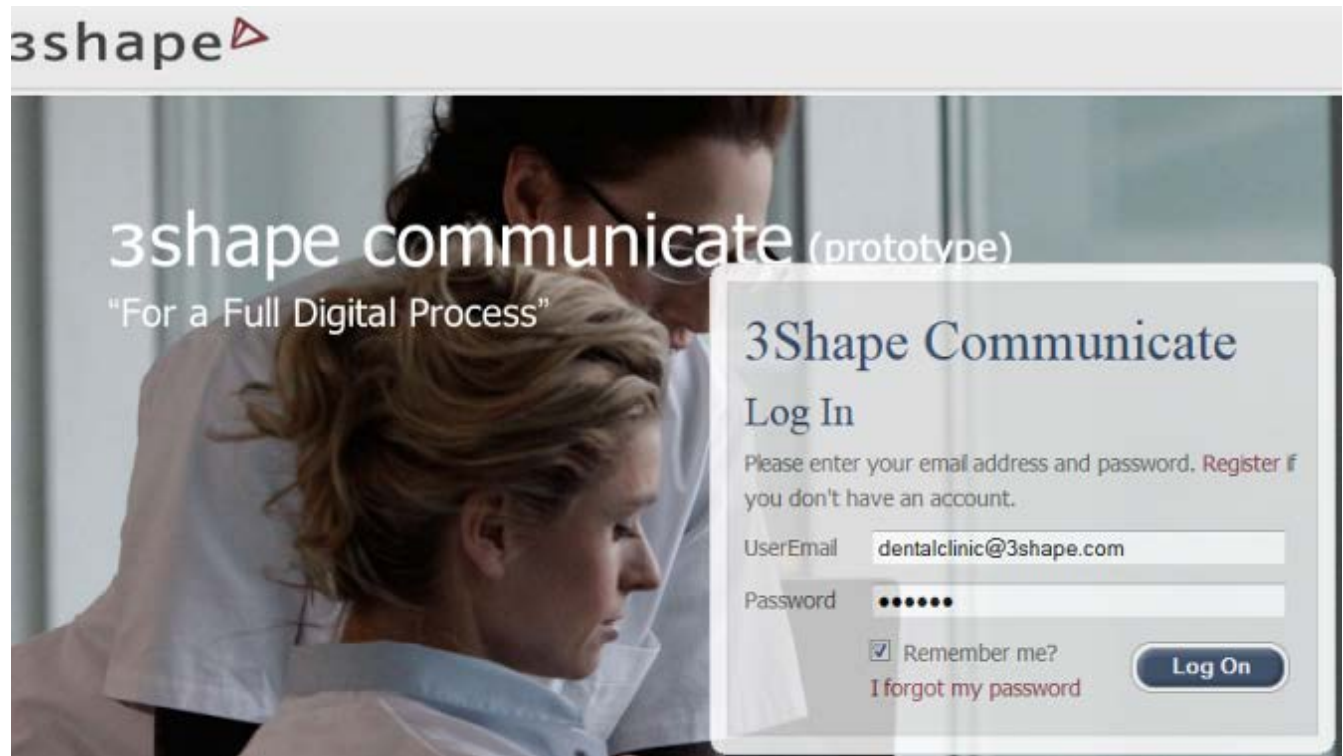 3shape
3shape communicate (prototype)
"For a Full Digital Process"
3Shape Communicate
Log In
Please enter your email address and password. Register if
you don't have an account.
UserEmail dentalclinic@3shape.com
Password ••••••
Remember me?
I forgot my password
Log On